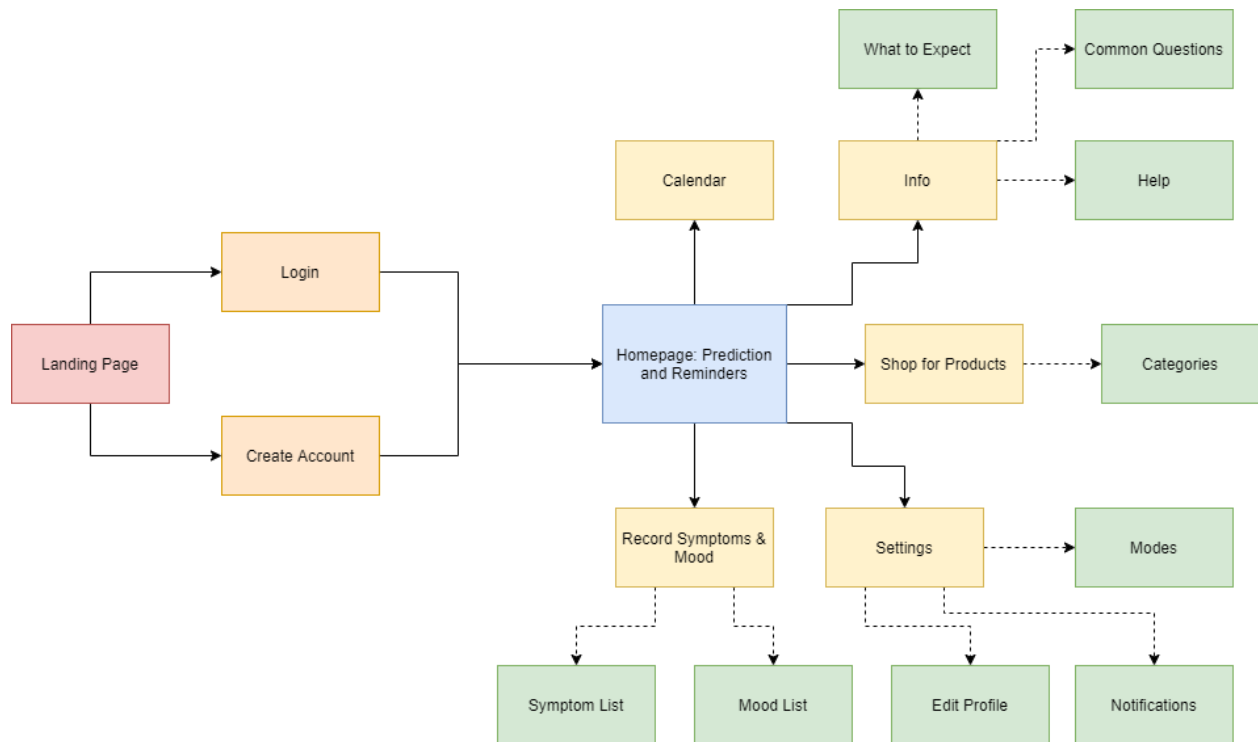 What to Expect
Common Questions
Calendar
Info
Help
Login
Landing Page
Homepage: Prediction
and Reminders
Shop for Products
Categories
Create Account
Record Symptoms &
Mood
Settings
Modes
Symptom List
Mood List
Edit Profile
Notifications